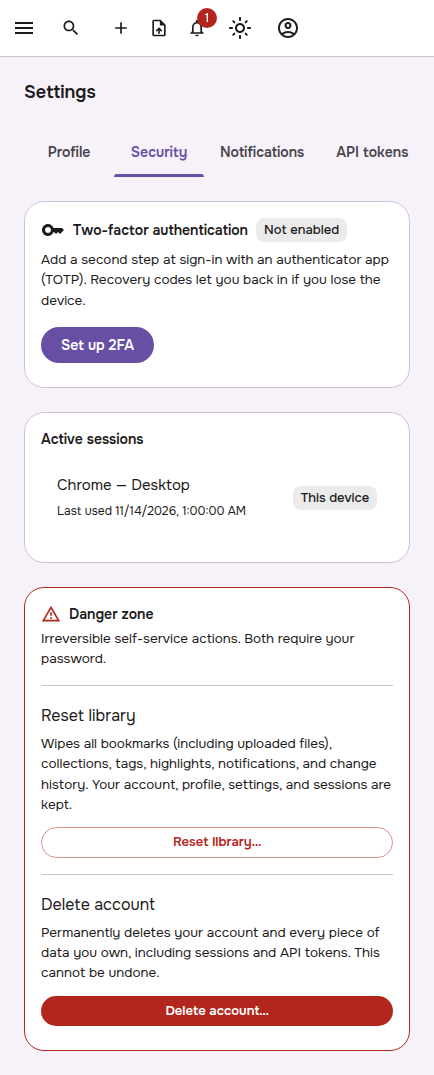 1
Settings
Profile Security Notifications API tokens
Two-factor authentication Not enabled
Add a second step at sign-in with an authenticator app
(TOTP). Recovery codes let you back in if you lose the
device.
Set up 2FA
Active sessions
Chrome — Desktop
Last used 11/14/2026, 1:00:00 AM
This device
Danger zone
Irreversible self-service actions. Both require your
password.
Reset library
Wipes all bookmarks (including uploaded files),
collections, tags, highlights, notifications, and change
history. Your account, profile, settings, and sessions are
kept.
Reset library...
Delete account
Permanently deletes your account and every piece of
data you own, including sessions and API tokens. This
cannot be undone.
Delete account...